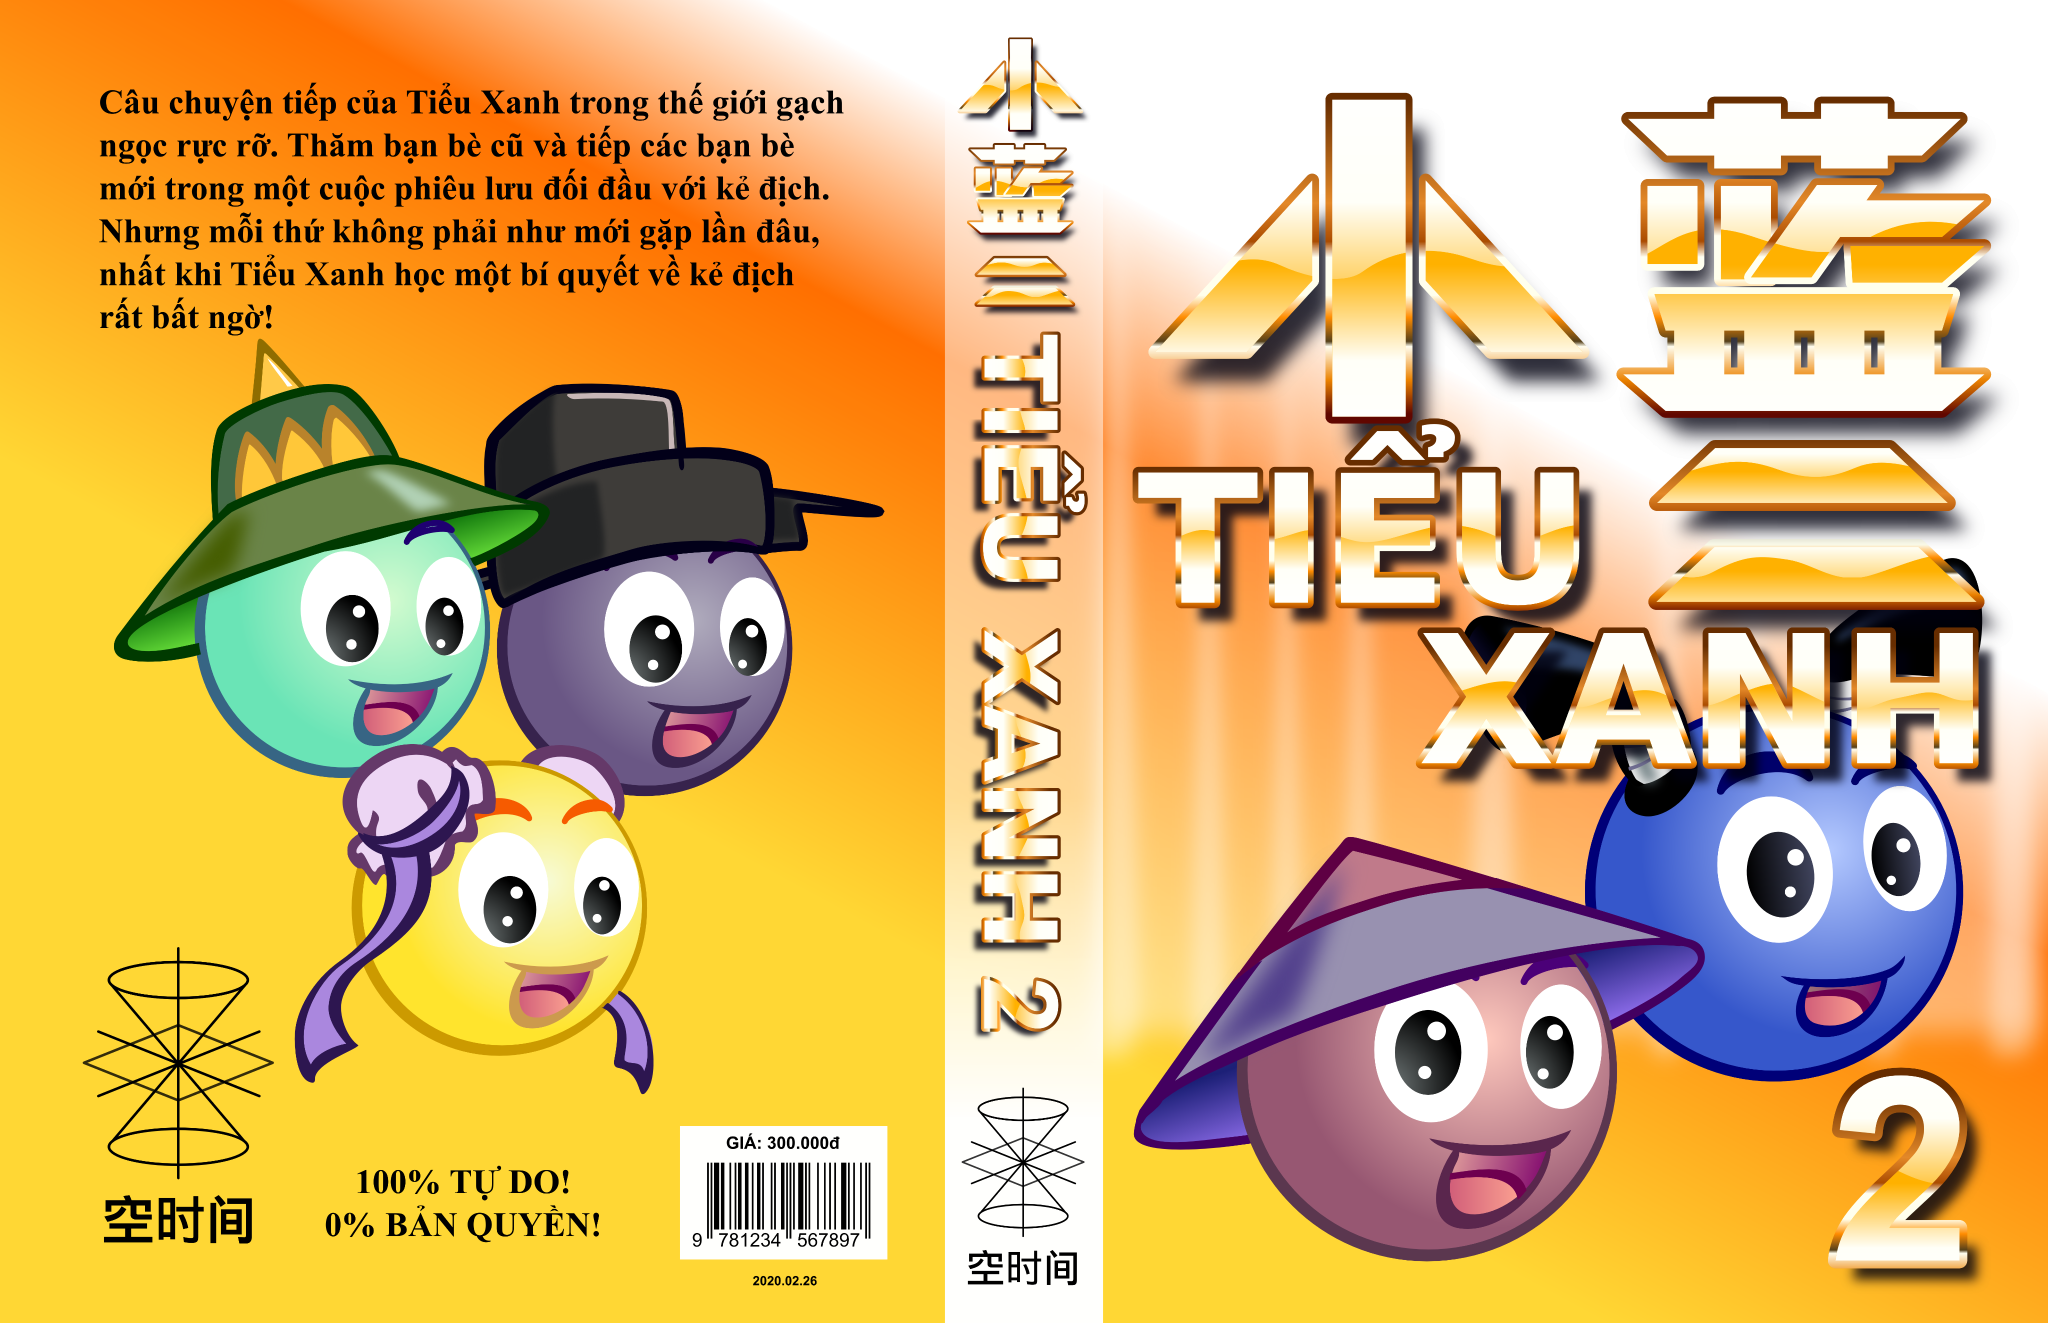 Câu chuyện tiếp của Tiểu Xanh trong thế giới gạch
ngọc rực rỡ. Thăm bạn bè cũ và tiếp các bạn bè
mới trong một cuộc phiêu lưu đối đầu với kẻ địch.
Nhưng mỗi thứ không phải như mới gặp lần đâu,
nhất khi Tiểu Xanh học một bí quyết về kẻ địch
rất bất ngờ!
空时间
100% TỰ DO!
0% BẢN QUYỀN!
GIÁ: 300.000đ
9 781234 567897
2020.02.26
小蓝二 TIỂU XANH 2
空时间
小蓝二
TIỂU
XANH
2